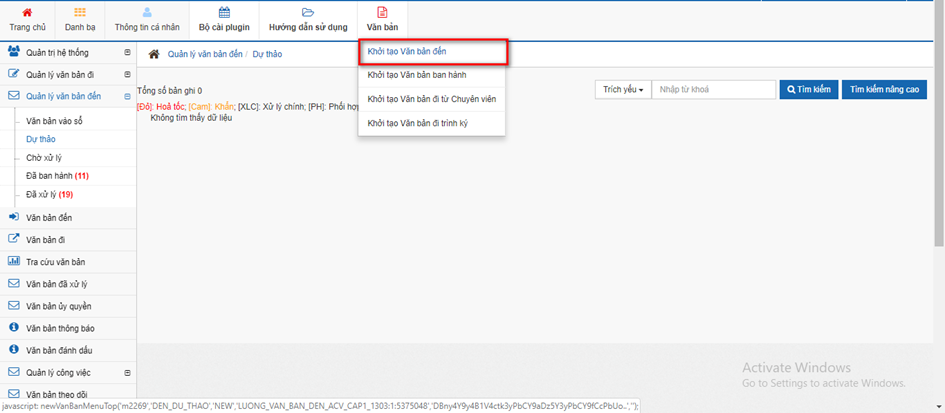 Trang chủ
Danh bạ
Thông tin cá nhân
Bộ cài plugin
Hướng dẫn sử dụng
Văn bản
Quản trị hệ thống
Quản lý văn bản đi
Quản lý văn bản đến
Văn bản vào sổ
Dự thảo
Chờ xử lý
Đã ban hành (11)
Đã xử lý (19)
Văn bản đến
Văn bản đi
Tra cứu văn bản
Văn bản đã xử lý
Văn bản ủy quyền
Văn bản thông báo
Văn bản đánh dấu
Quản lý công việc
Văn bản theo dõi
Quản lý văn bản đến / Dự thảo
Khởi tạo Văn bản đến
Khởi tạo Văn bản ban hành
Khởi tạo Văn bản đi từ Chuyên viên
Khởi tạo Văn bản đi trình ký
Tổng số bản ghi 0
[Đỏ]: Hoả tốc; [Cam]: Khẩn; [XLC]: Xử lý chính; [PH]: Phối hợ
Không tìm thấy dữ liệu
Trích yếu
Nhập từ khoá
Tìm kiếm
Tìm kiếm nâng cao
Activate Windows
Go to Settings to activate Windows.
javascript: newVanBanMenuTop('m2269','DEN_DU_THAO','NEW','LUONG_VAN_BAN_DEN_ACV_CAP1_1303:1:5375048','DBny4Y9y4B1V4ctk3yPbCY9aDz5Y3yPbCY9fCcPbUo..','');